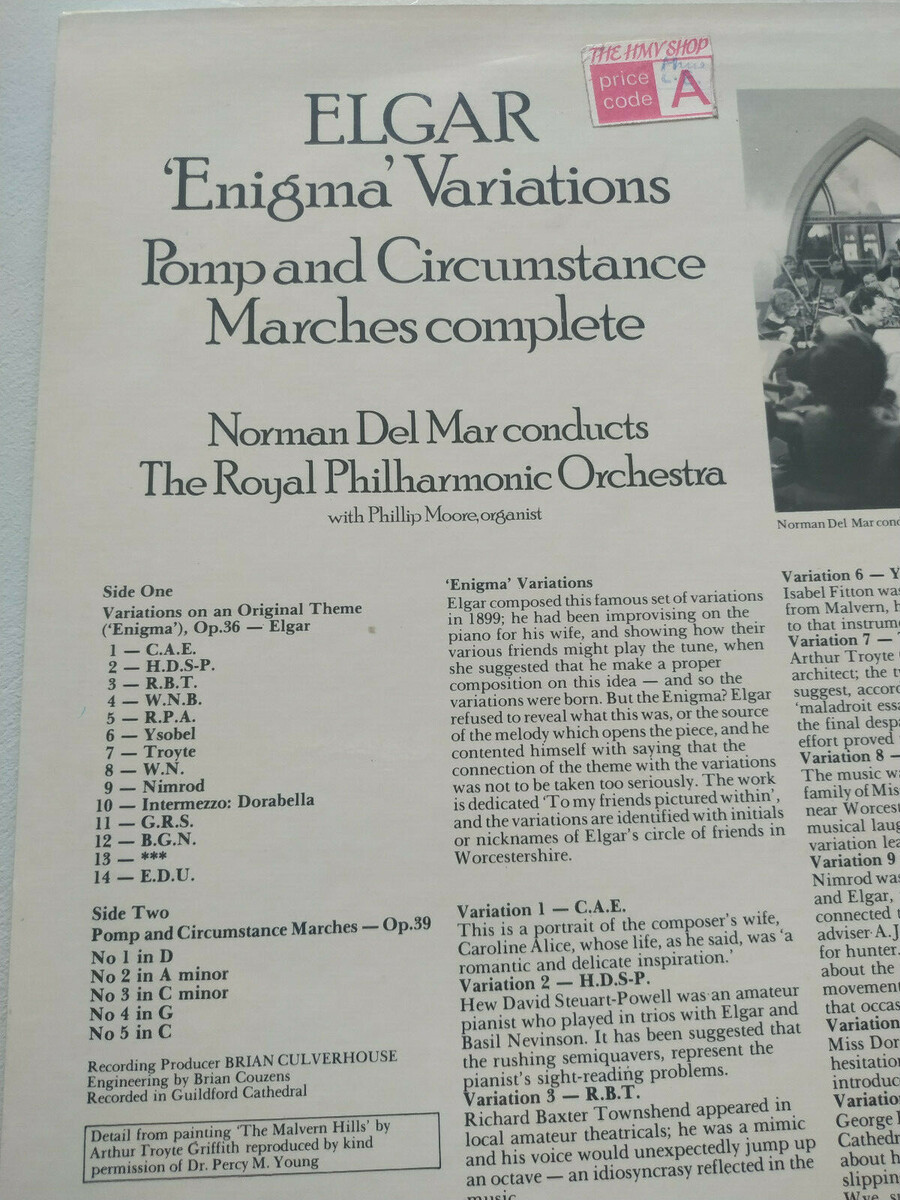 THE HMV SHOP
price
code A
ELGAR
‘Enigma’ Variations
Pomp and Circumstance
Marches complete
Norman Del Mar conducts
The Royal Philharmonic Orchestra
with Phillip Moore, organist
Norman Del Mar
Side One
Variations on an Original Theme
(‘Enigma’), Op.36 — Elgar
1 — C.A.E.
2 — H.D.S-P.
3 — R.B.T.
4 — W.N.B.
5 — R.P.A.
6 — Ysobel
7 — Troyte
8 — W.N.
9 — Nimrod
10 — Intermezzo: Dorabella
11 — G.R.S.
12 — B.G.N.
13 — ***
14 — E.D.U.
Side Two
Pomp and Circumstance Marches — Op.39
No 1 in D
No 2 in A minor
No 3 in C minor
No 4 in G
No 5 in C
Recording Producer BRIAN CULVERHOUSE
Engineering by Brian Couzens
Recorded in Guildford Cathedral
Detail from painting ‘The Malvern Hills’ by
Arthur Troyte Griffith reproduced by kind
permission of Dr. Percy M. Young
‘Enigma’ Variations
Elgar composed this famous set of variations
in 1899; he had been improvising on the
piano for his wife, and showing how their
various friends might play the tune, when
she suggested that he make a proper
composition on this idea — and so the
variations were born. But the Enigma? Elgar
refused to reveal what this was, or the source
of the melody which opens the piece, and he
contented himself with saying that the
connection of the theme with the variations
was not to be taken too seriously. The work
is dedicated ‘To my friends pictured within’,
and the variations are identified with initials
or nicknames of Elgar's circle of friends in
Worcestershire.
Variation 1 — C.A.E.
This is a portrait of the composer's wife,
Caroline Alice, whose life, as he said, was ‘a
romantic and delicate inspiration.’
Variation 2 — H.D.S-P.
Hew David Steuart-Powell was an amateur
pianist who played in trios with Elgar and
Basil Nevinson. It has been suggested that
the rushing semiquavers, represent the
pianist's sight-reading problems.
Variation 3 — R.B.T.
Richard Baxter Townshend appeared in
local amateur theatricals; he was a mimic
and his voice would unexpectedly jump up
an octave — an idiosyncrasy reflected in the
music.
Variation 6 — Y
Isabel Fitton was
from Malvern, h
to that instrum
Variation 7 —
Arthur Troyte
architect; the
suggest, accor
‘maladroit essa
the final despa
effort proved
Variation 8 —
The music wa
family of Mis
near Worcest
musical laug
variation lea
Variation 9
Nimrod was
and Elgar,
connected
adviser A.J
for hunter.
about the
movement
that occas
Variation
Miss Dor
hesitation
introduc
Variatio
George
Cathedr
about h
slippin
Wye,